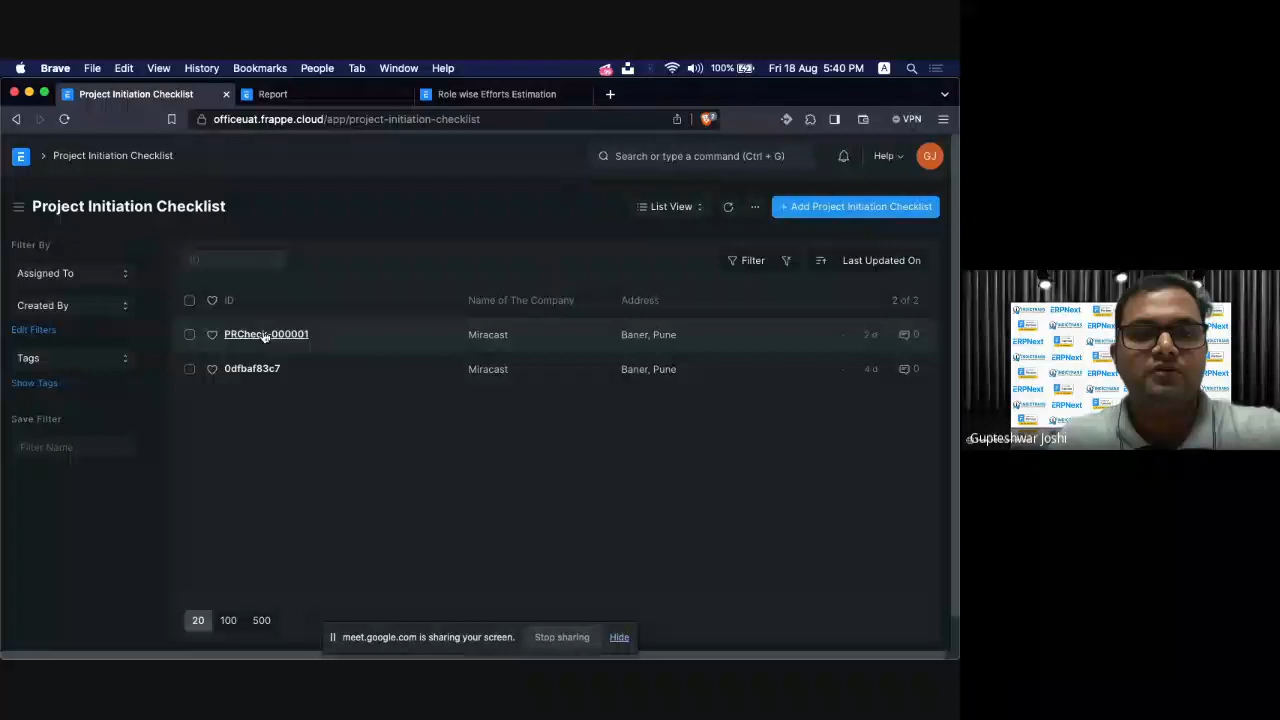 Brave File Edit View History Bookmarks People Tab Window Help 100% Fri 18 Aug 5:40 PM A
Project Initiation Checklist Report Role wise Efforts Estimation
officeuat.frappe.cloud/app/project-initiation-checklist VPN
E Project Initiation Checklist Search or type a command (Ctrl + G) Help GJ
Project Initiation Checklist List View + Add Project Initiation Checklist
Filter By
ID Filter Last Updated On
Assigned To
ID Name of The Company Address 2 of 2
Created By
Edit Filters
PRCheck-000001 Miracast Baner, Pune 2 d 0
Tags
0dfbaf83c7 Miracast Baner, Pune 4 d 0
Show Tags
Save Filter
Filter Name
20 100 500
meet.google.com is sharing your screen. Stop sharing Hide
INDICTRANS ERPNext
ERPNext
Gupteshwar Joshi